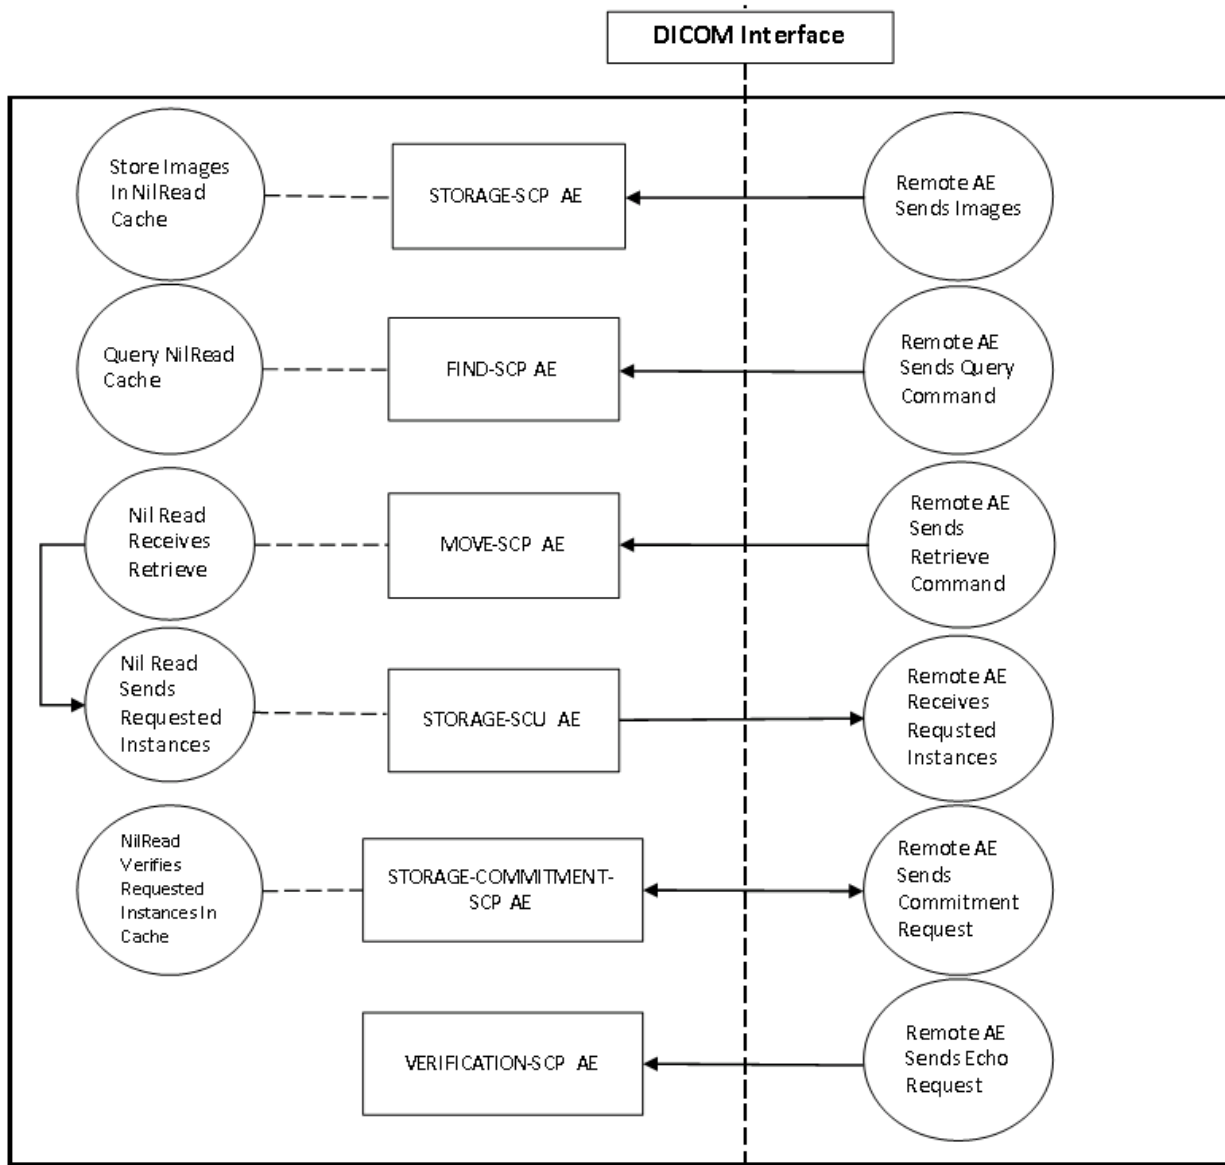 DICOM Interface
Store Images
In NilRead
Cache
STORAGE-SCP AE
Remote AE
Sends Images
Query NilRead
Cache
FIND-SCP AE
Remote AE
Sends Query
Command
Nil Read
Receives
Retrieve
MOVE-SCP AE
Remote AE
Sends
Retrieve
Command
Nil Read
Sends
Requested
Instances
STORAGE-SCU AE
Remote AE
Receives
Requsted
Instances
NilRead
Verifies
Requested
Instances In
Cache
STORAGE-COMMITMENT-
SCP AE
Remote AE
Sends
Commitment
Request
VERIFICATION-SCP AE
Remote AE
Sends Echo
Request